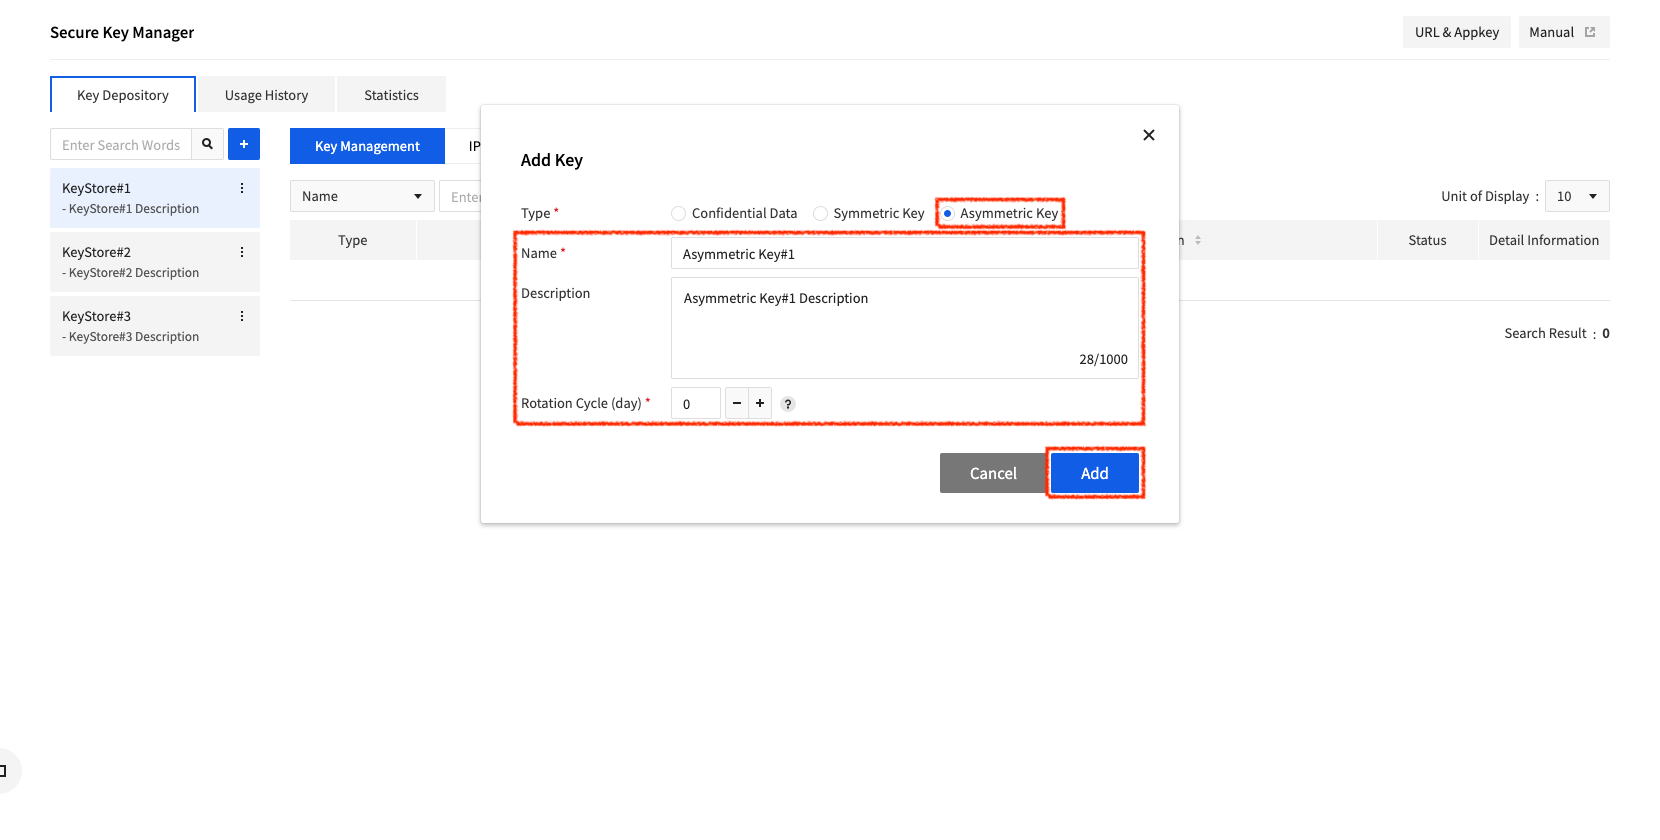 Secure Key Manager
URL & Appkey
Manual
Key Depository
Usage History
Statistics
Enter Search Words
+
KeyStore#1
- KeyStore#1 Description
KeyStore#2
- KeyStore#2 Description
KeyStore#3
- KeyStore#3 Description
Key Management
IP
Name
Enter
Unit of Display :
10
Type
n
Status
Detail Information
Search Result : 0
Add Key
Type *
Confidential Data
Symmetric Key
Asymmetric Key
Name *
Asymmetric Key#1
Description
Asymmetric Key#1 Description
28/1000
Rotation Cycle (day) *
0
− +
?
Cancel
Add